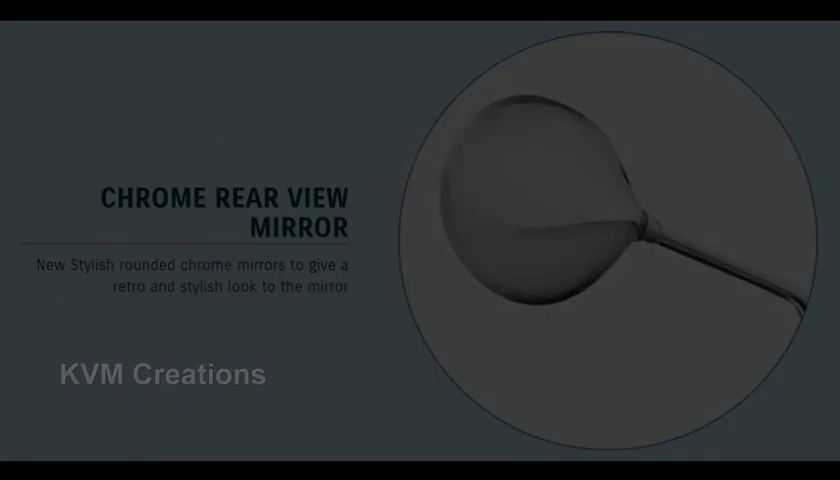 CHROME REAR VIEW
MIRROR
New Stylish rounded chrome mirrors to give a
retro and stylish look to the mirror
KVM Creations